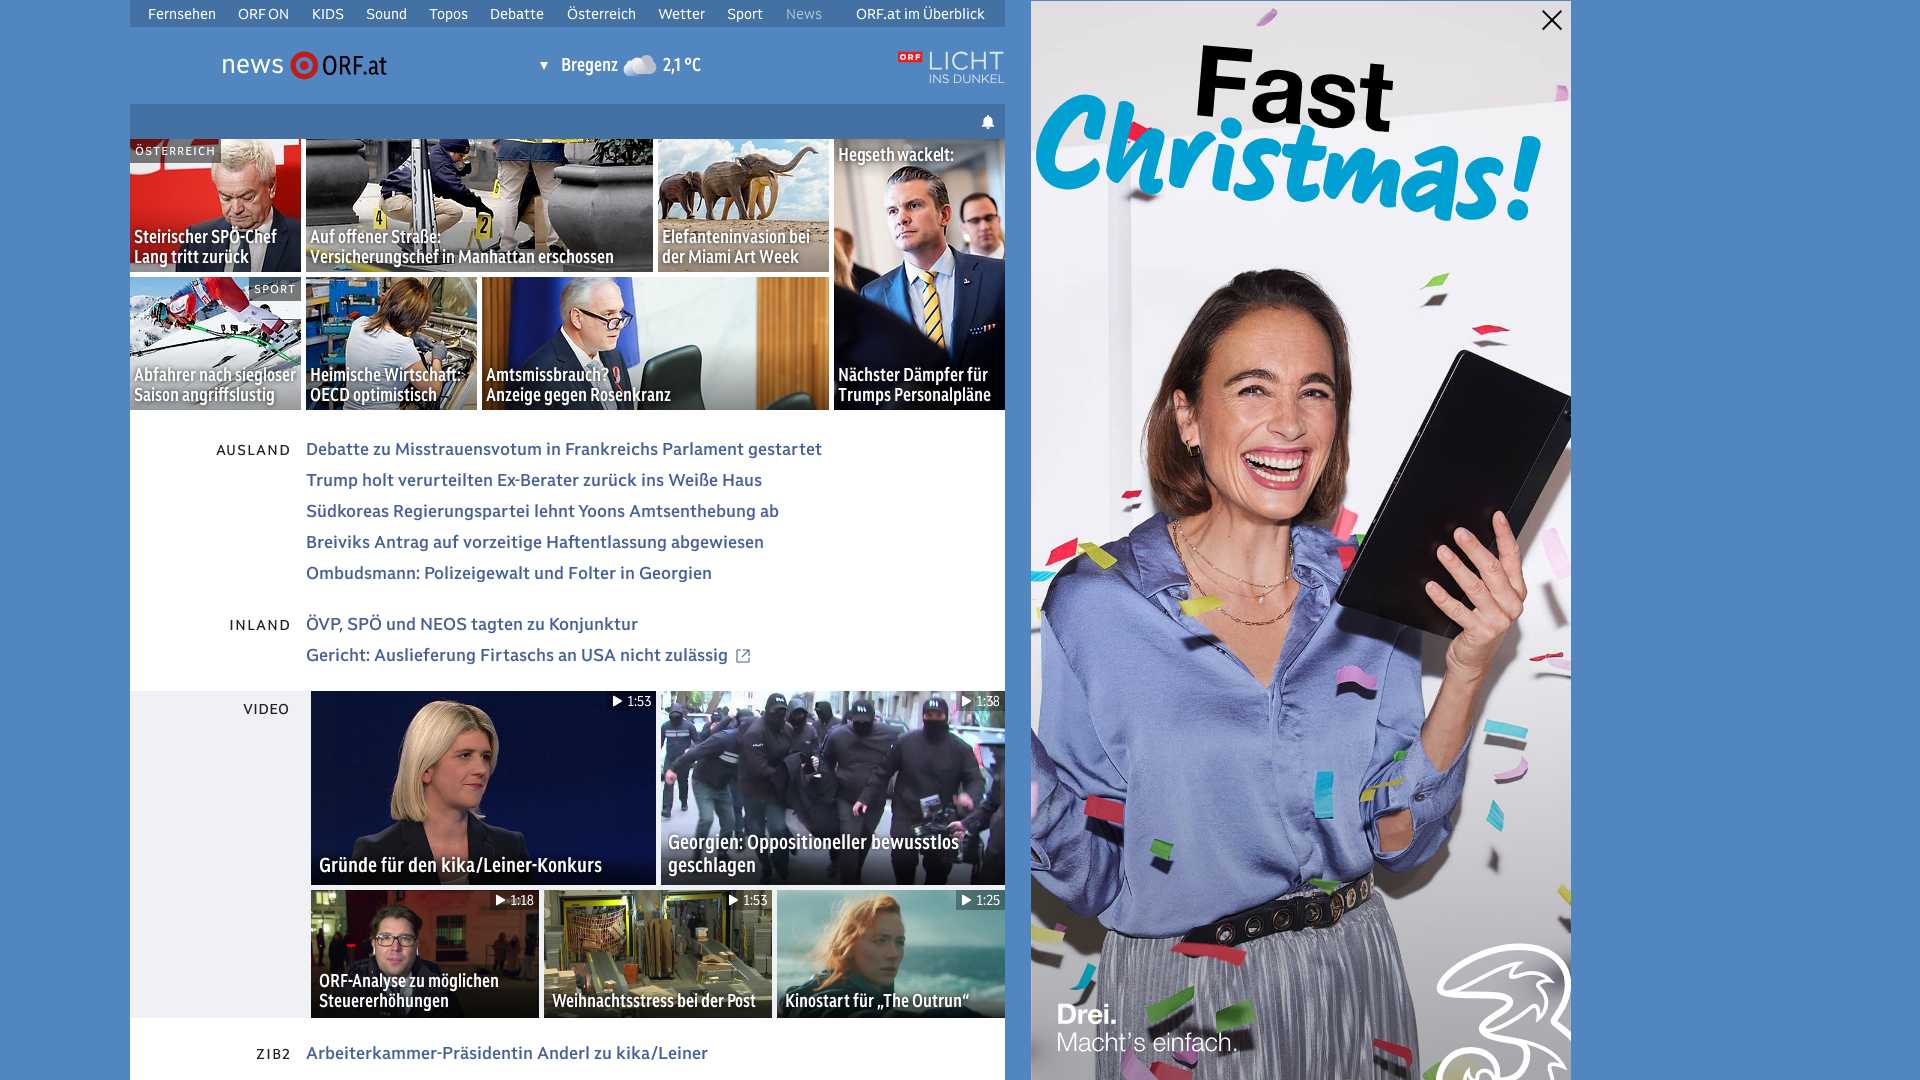 Fernsehen ORF ON KIDS Sound Topos Debatte Österreich Wetter Sport News ORF.at im Überblick
news ORF.at
Bregenz 2,1 °C
ORF LICHT
INS DUNKEL
ÖSTERREICH
Steirischer SPÖ-Chef
Lang tritt zurück
4
6
2
Auf offener Straße:
Versicherungschef in Manhattan erschossen
Elefanteninvasion bei
der Miami Art Week
Hegseth wackelt:
Nächster Dämpfer für
Trumps Personalpläne
SPORT
Abfahrer nach siegloser
Saison angriffslustig
Heimische Wirtschaft:
OECD optimistisch
Amtsmissbrauch?
Anzeige gegen Rosenkranz
AUSLAND
Debatte zu Misstrauensvotum in Frankreichs Parlament gestartet
Trump holt verurteilten Ex-Berater zurück ins Weiße Haus
Südkoreas Regierungspartei lehnt Yoons Amtsenthebung ab
Breiviks Antrag auf vorzeitige Haftentlassung abgewiesen
Ombudsmann: Polizeigewalt und Folter in Georgien
INLAND
ÖVP, SPÖ und NEOS tagten zu Konjunktur
Gericht: Auslieferung Firtaschs an USA nicht zulässig
VIDEO
1:53
Gründe für den kika/Leiner-Konkurs
1:38
Georgien: Oppositioneller bewusstlos
geschlagen
1:18
ORF-Analyse zu möglichen
Steuererhöhungen
1:53
Weihnachtsstress bei der Post
1:25
Kinostart für „The Outrun“
ZIB2
Arbeiterkammer-Präsidentin Anderl zu kika/Leiner
Fast
Christmas!
Drei.
Macht's einfach.
3